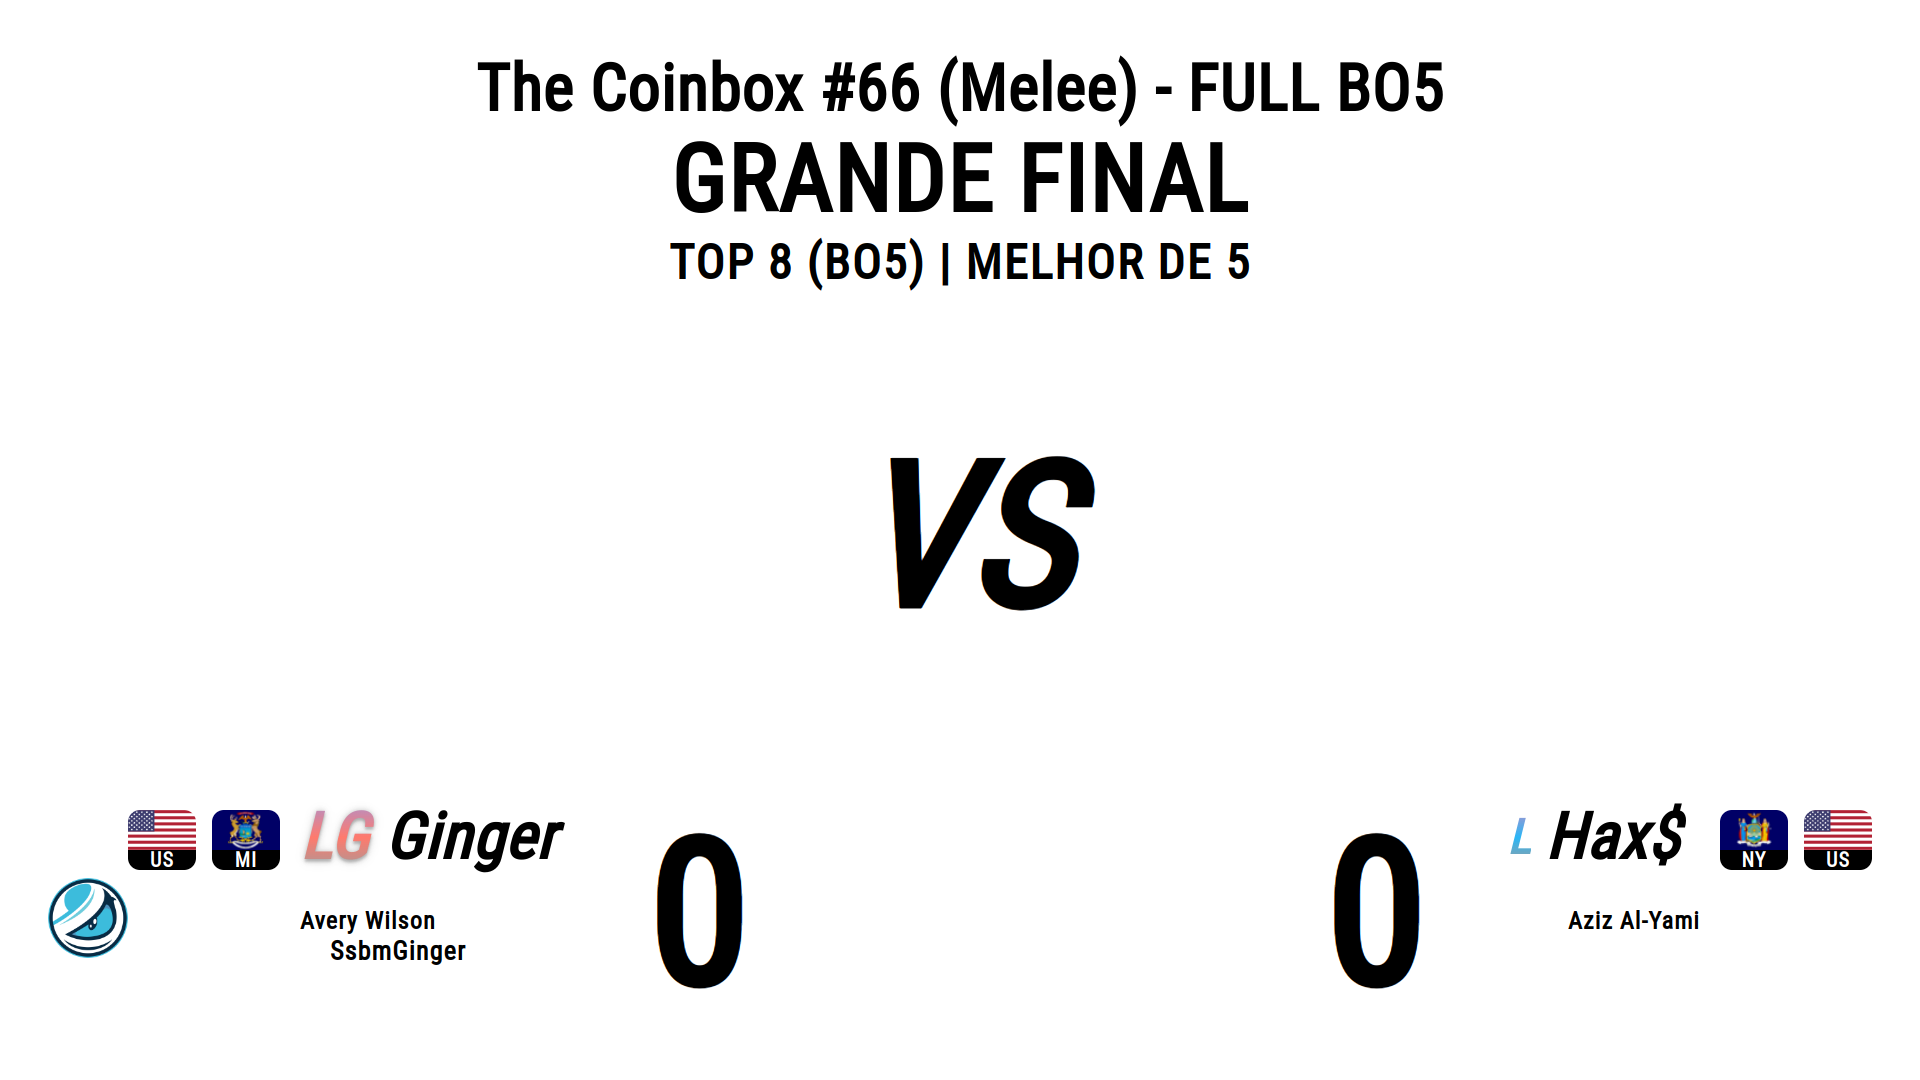 The Coinbox #66 (Melee) - FULL BO5
GRANDE FINAL
TOP 8 (BO5) | MELHOR DE 5
VS
US MI LG Ginger
Avery Wilson
SsbmGinger
0
0
L Hax$ NY US
Aziz Al-Yami